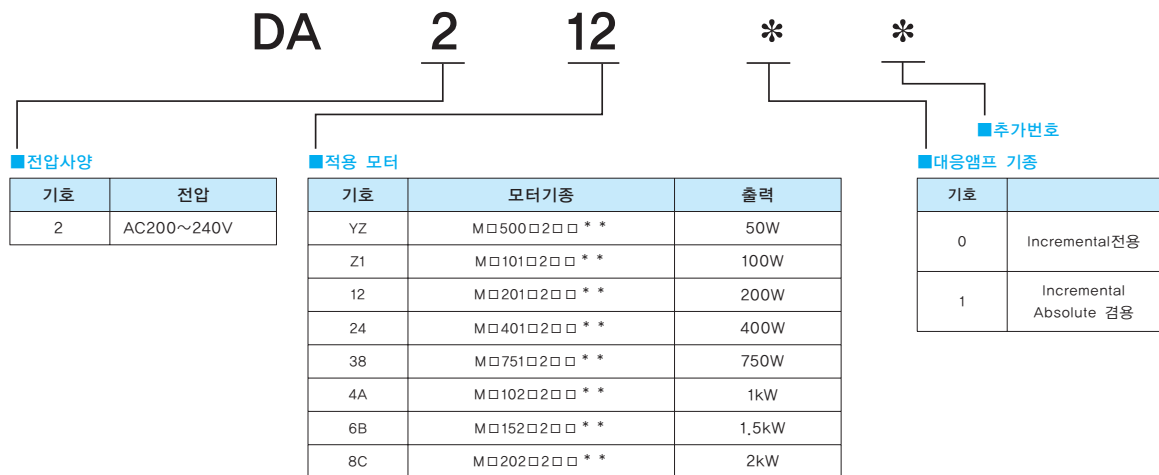 DA 2 12 * *
■추가번호
■전압사양
기호 전압
2 AC200～240V
■적용 모터
기호 모터기종 출력
YZ M□500□2□□** 50W
Z1 M□101□2□□** 100W
12 M□201□2□□** 200W
24 M□401□2□□** 400W
38 M□751□2□□** 750W
4A M□102□2□□** 1kW
6B M□152□2□□** 1.5kW
8C M□202□2□□** 2kW
■대응앰프 기종
기호
0 Incremental전용
1 Incremental
Absolute 겸용